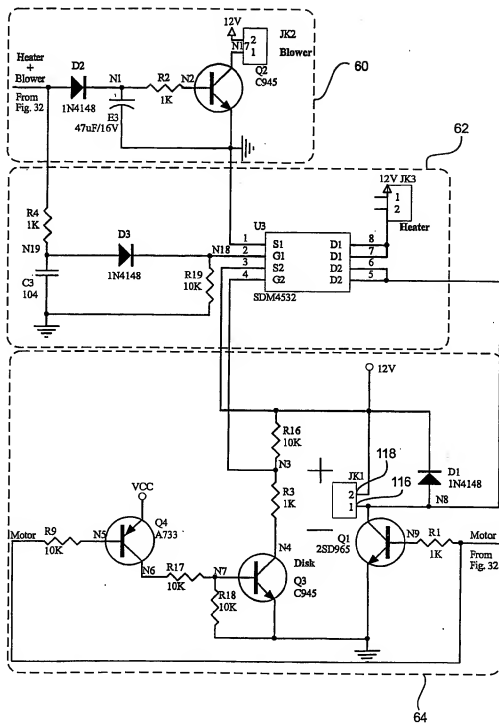 12V
JK2
2
1
Blower
N17
Q2
C945
60
Heater
+
Blower
From
Fig. 32
D2
1N4148
N1
R2
1K
N2
E3
47uF/16V
62
R4
1K
N19
D3
1N4148
N18
R19
10K
C3
104
U3
1 S1 D1 8
2 G1 D1 7
3 S2 D2 6
4 G2 D2 5
SDM4532
12V JK3
1
2
Heater
12V
R16
10K
N3
R3
1K
N4
+
−
118
JK1
2
1
116
D1
1N4148
N8
VCC
Motor
R9
10K
N5
Q4
A733
N6
R17
10K
N7
R18
10K
Disk
Q3
C945
Q1
2SD965
N9
R1
1K
Motor
From
Fig. 32
64